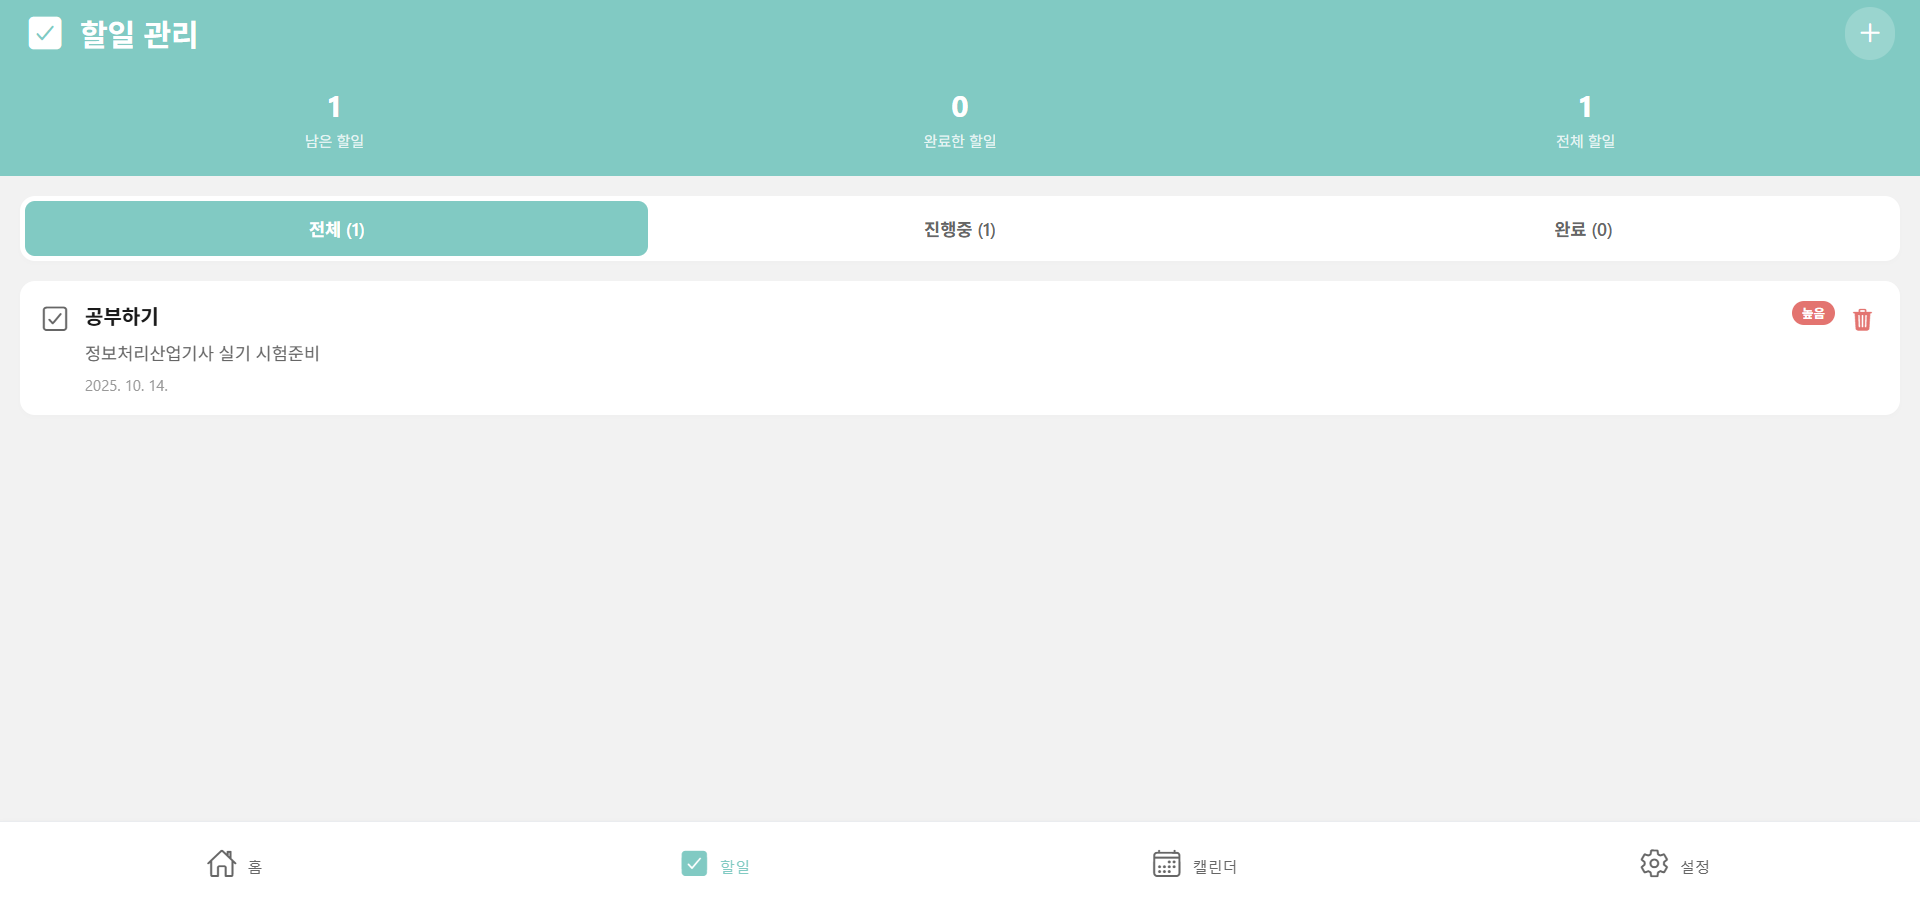 할일 관리
1
남은 할일
0
완료한 할일
1
전체 할일
전체 (1)
진행중 (1)
완료 (0)
공부하기
높음
정보처리산업기사 실기 시험준비
2025. 10. 14.
홈
할일
캘린더
설정